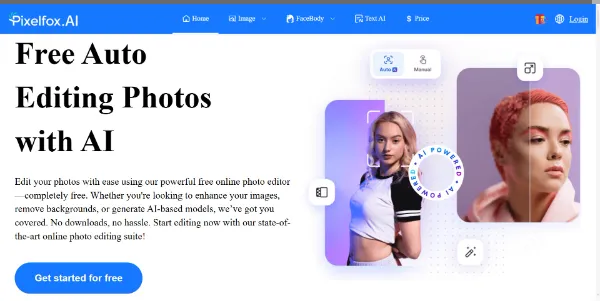 Pixelfox.AI
Home
Image
FaceBody
Text AI
$ Price
Login
Free Auto
Editing Photos
with AI
Edit your photos with ease using our powerful free online photo editor
—completely free. Whether you're looking to enhance your images,
remove backgrounds, or generate AI-based models, we've got you
covered. No downloads, no hassle. Start editing now with our state-of-
the-art online photo editing suite!
Get started for free
Auto
Manual
AI POWERED • AI POWERED •